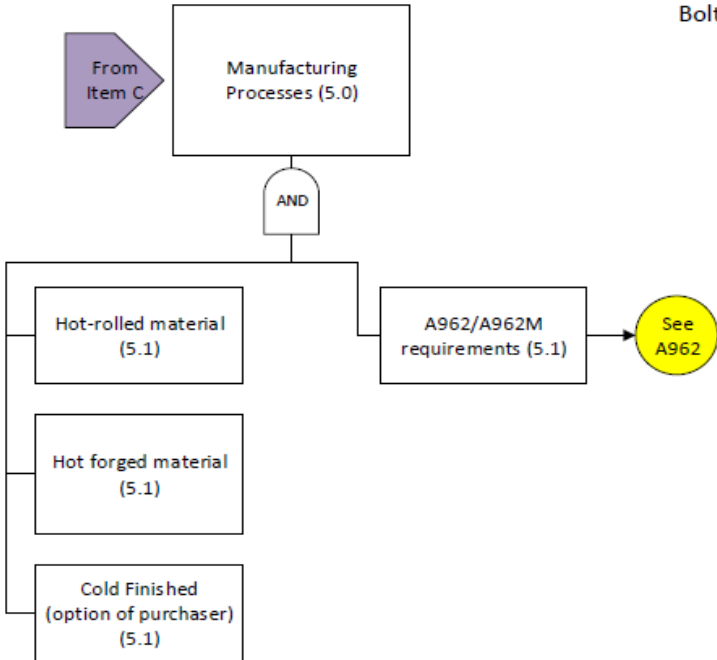 Bolt
From
Item C
Manufacturing
Processes (5.0)
AND
Hot-rolled material
(5.1)
A962/A962M
requirements (5.1)
See
A962
Hot forged material
(5.1)
Cold Finished
(option of purchaser)
(5.1)